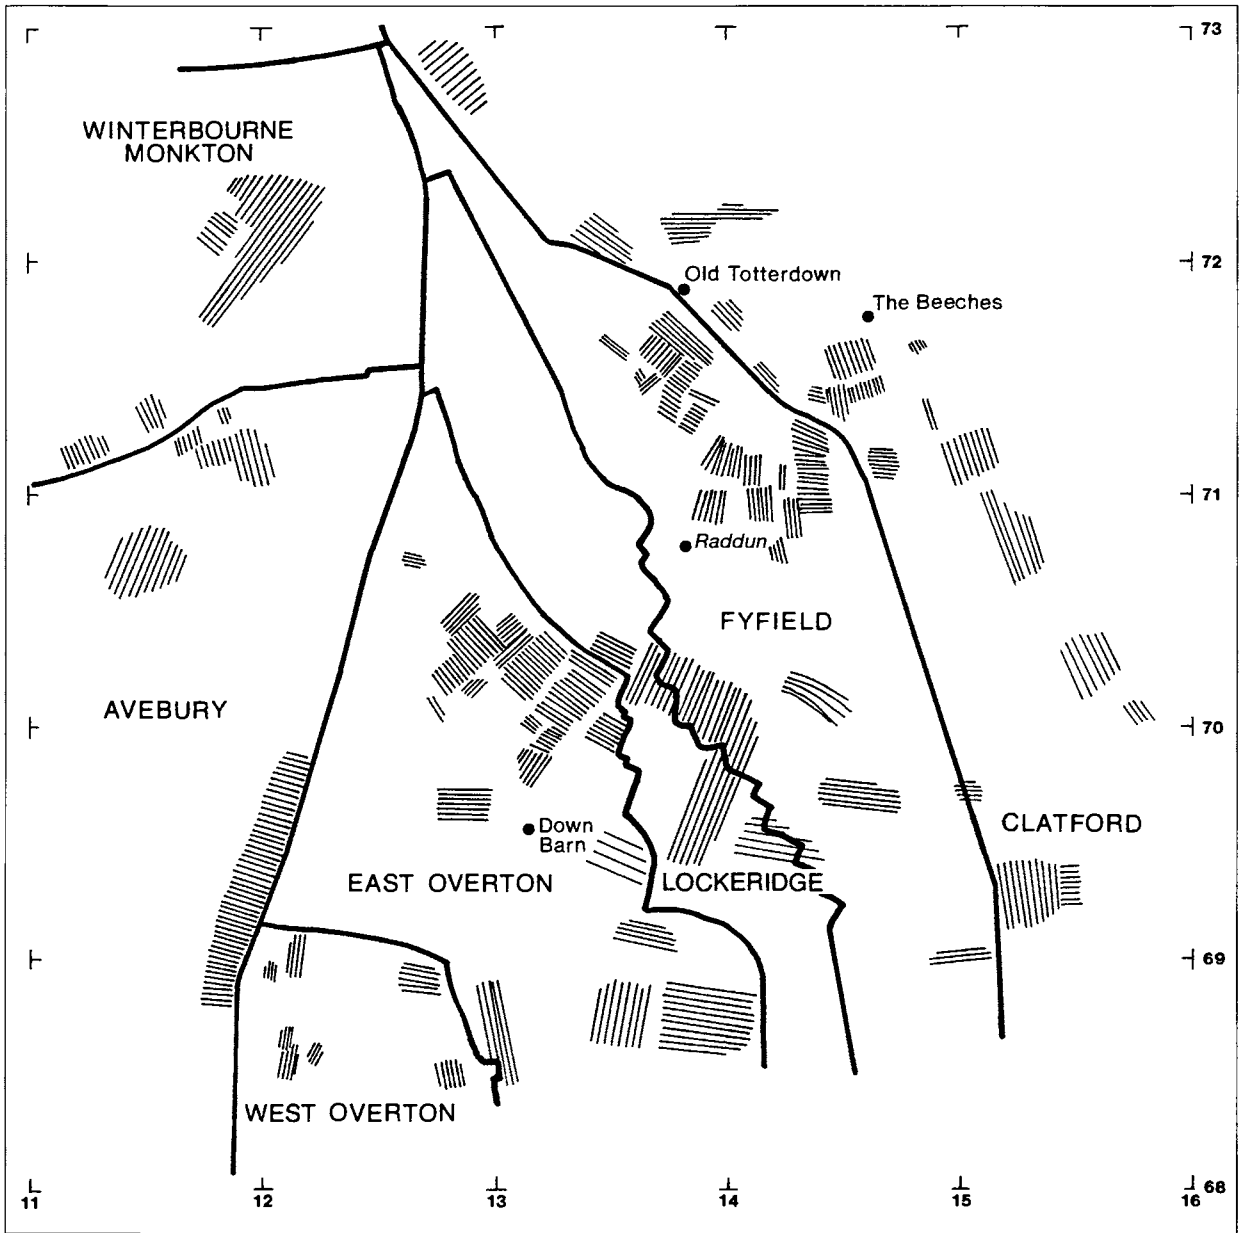 73
WINTERBOURNE
MONKTON
72
Old Totterdown
The Beeches
71
Raddun
FYFIELD
AVEBURY
70
CLATFORD
Down
Barn
EAST OVERTON
LOCKERIDGE
69
WEST OVERTON
68
11
12
13
14
15
16